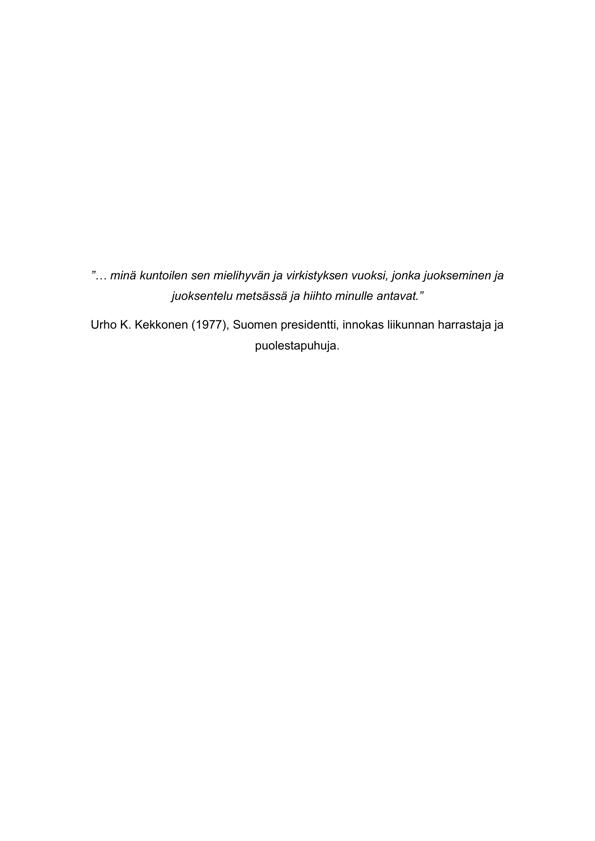 ”… minä kuntoilen sen mielihyvän ja virkistyksen vuoksi, jonka juokseminen ja
juoksentelu metsässä ja hiihto minulle antavat.”
Urho K. Kekkonen (1977), Suomen presidentti, innokas liikunnan harrastaja ja
puolestapuhuja.